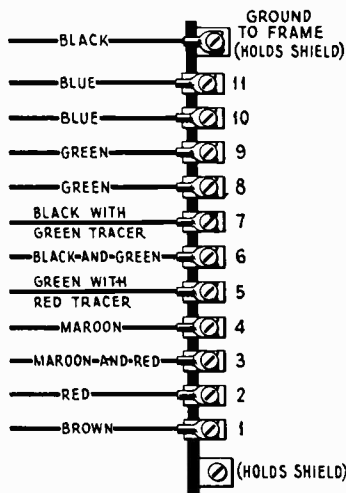 GROUND
TO FRAME
(HOLDS SHIELD)
BLACK
BLUE 11
BLUE 10
GREEN 9
GREEN 8
BLACK WITH
GREEN TRACER 7
BLACK-AND-GREEN 6
GREEN WITH
RED TRACER 5
MAROON 4
MAROON-AND-RED 3
RED 2
BROWN 1
(HOLDS SHIELD)